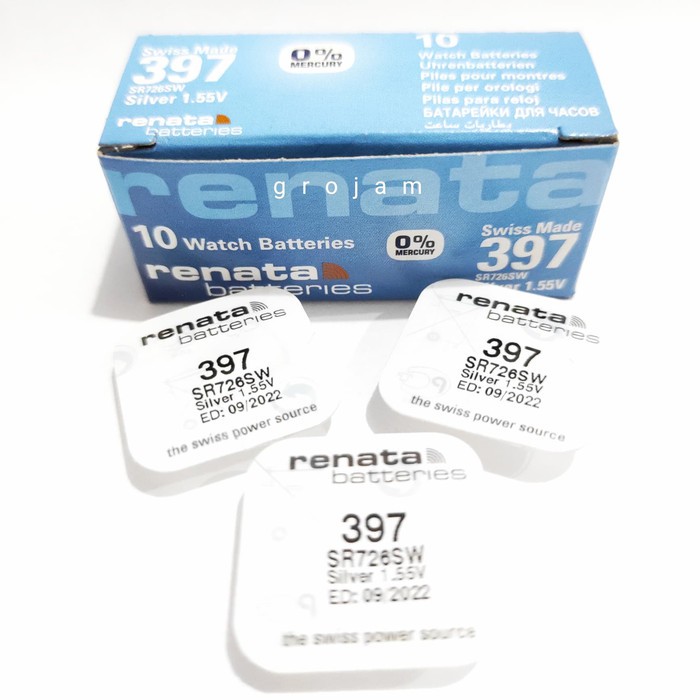 Swiss Made
397
SR726SW
Silver 1.55V
renata
batteries
0%
MERCURY
10
Watch Batteries
Uhrenbatterien
Piles pour montres
Pile per orologi
Pilas para reloj
БАТАРЕЙКИ ДЛЯ ЧАСОВ
بطاريات ساعت
renata
grojam
10 Watch Batteries
renata
batteries
0%
MERCURY
Swiss Made
397
SR726SW
Silver 1.55V
renata
batteries
397
SR726SW
Silver 1.55V
ED: 09/2022
the swiss power source
renata
batteries
397
SR726SW
Silver 1.55V
ED: 09/2022
the swiss power source
renata
batteries
397
SR726SW
Silver 1.55V
ED: 09/2022
the swiss power source